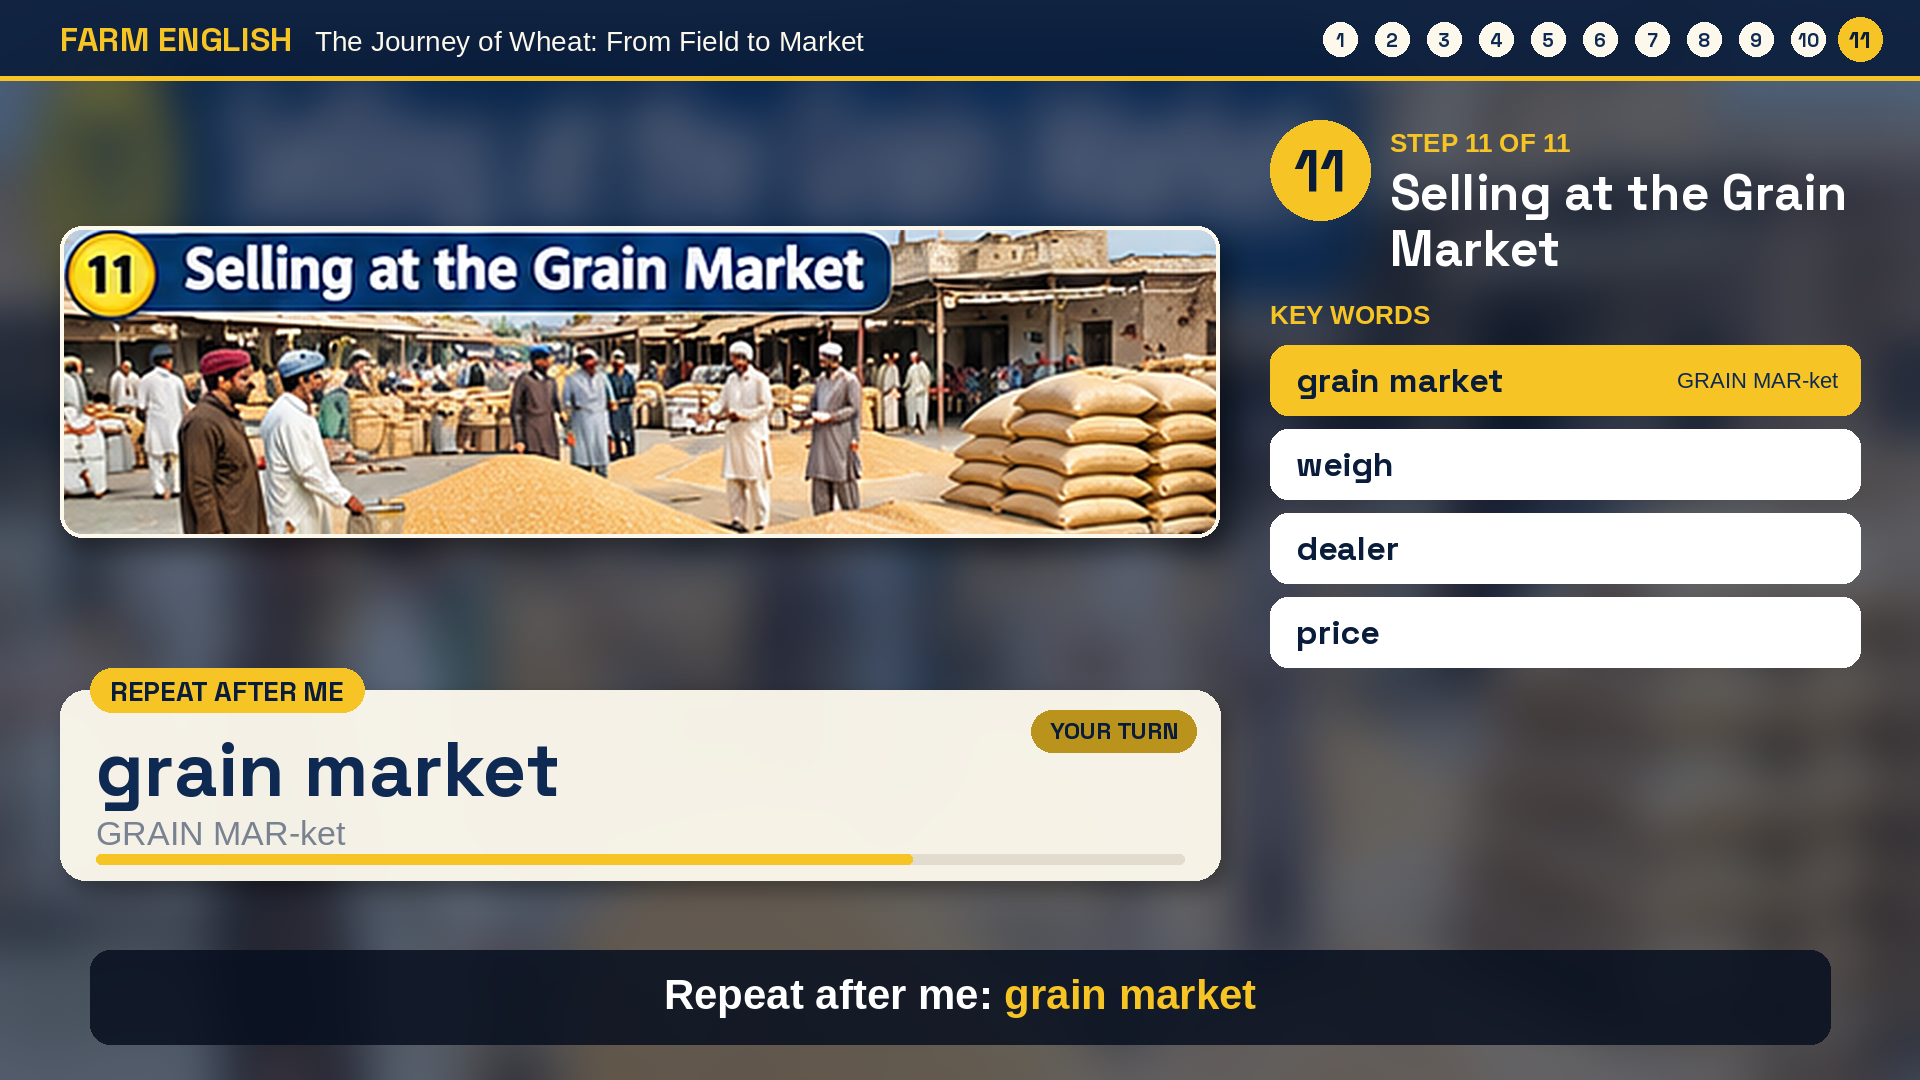 FARM ENGLISH The Journey of Wheat: From Field to Market
1 2 3 4 5 6 7 8 9 10 11
11 Selling at the Grain Market
11
STEP 11 OF 11
Selling at the Grain
Market
KEY WORDS
grain market GRAIN MAR-ket
weigh
dealer
price
REPEAT AFTER ME
YOUR TURN
grain market
GRAIN MAR-ket
Repeat after me: grain market